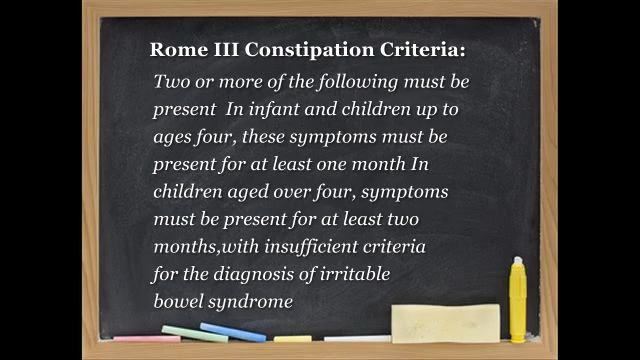 Rome III Constipation Criteria:
Two or more of the following must be
present  In infant and children up to
ages four, these symptoms must be
present for at least one month In
children aged over four, symptoms
must be present for at least two
months,with insufficient criteria
for the diagnosis of irritable
bowel syndrome